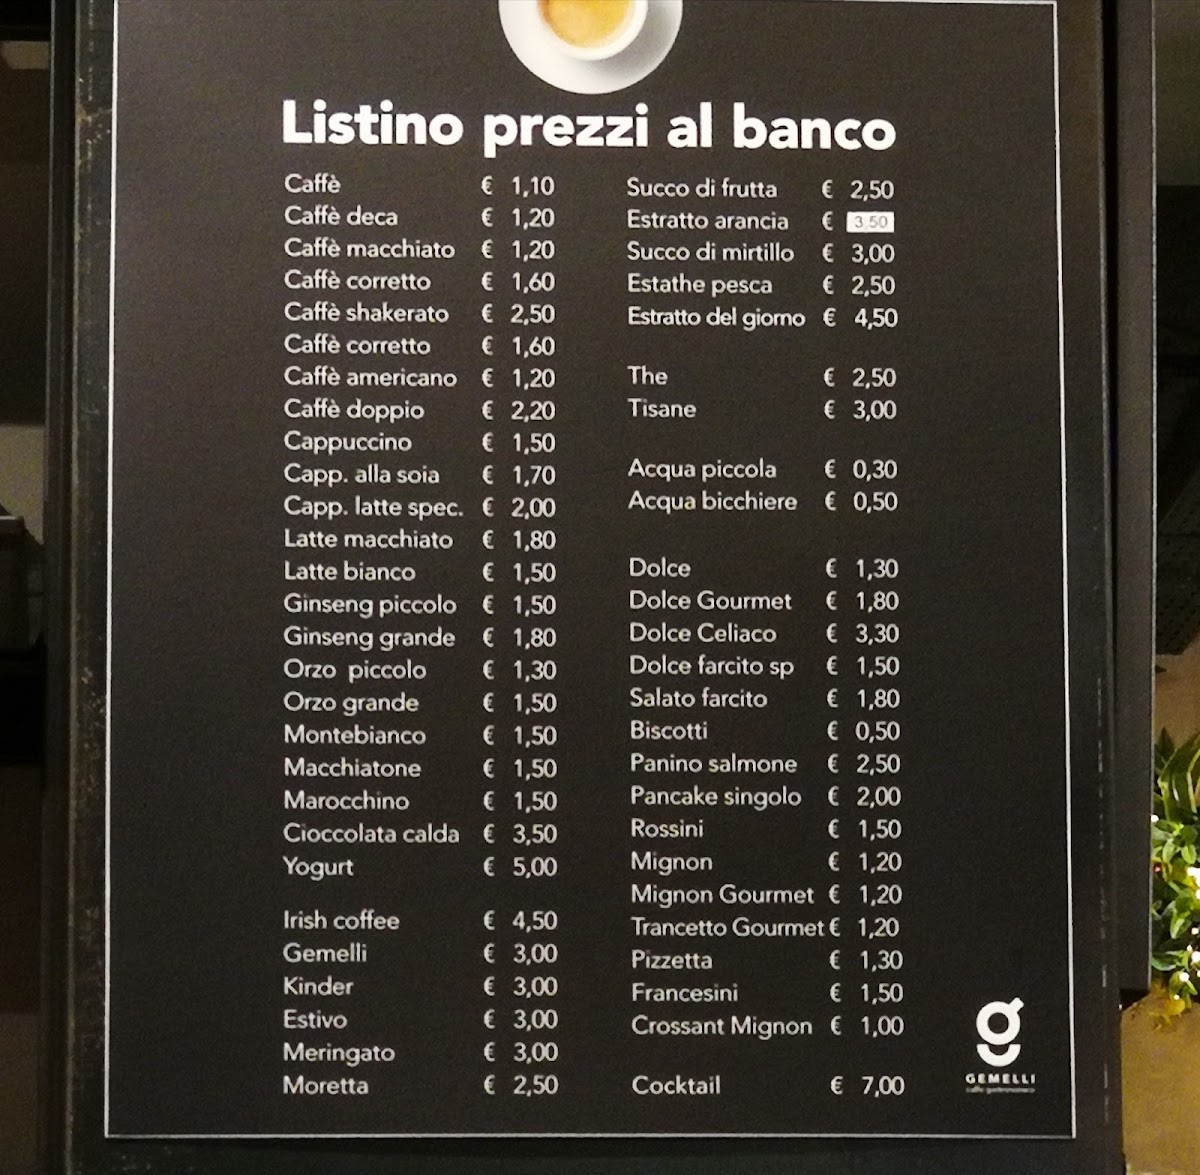 Listino prezzi al banco
Caffè € 1,10
Caffè deca € 1,20
Caffè macchiato € 1,20
Caffè corretto € 1,60
Caffè shakerato € 2,50
Caffè corretto € 1,60
Caffè americano € 1,20
Caffè doppio € 2,20
Cappuccino € 1,50
Capp. alla soia € 1,70
Capp. latte spec. € 2,00
Latte macchiato € 1,80
Latte bianco € 1,50
Ginseng piccolo € 1,50
Ginseng grande € 1,80
Orzo piccolo € 1,30
Orzo grande € 1,50
Montebianco € 1,50
Macchiatone € 1,50
Marocchino € 1,50
Cioccolata calda € 3,50
Yogurt € 5,00
Irish coffee € 4,50
Gemelli € 3,00
Kinder € 3,00
Estivo € 3,00
Meringato € 3,00
Moretta € 2,50
Succo di frutta € 2,50
Estratto arancia € 3,50
Succo di mirtillo € 3,00
Estathe pesca € 2,50
Estratto del giorno € 4,50
The € 2,50
Tisane € 3,00
Acqua piccola € 0,30
Acqua bicchiere € 0,50
Dolce € 1,30
Dolce Gourmet € 1,80
Dolce Celiaco € 3,30
Dolce farcito sp € 1,50
Salato farcito € 1,80
Biscotti € 0,50
Panino salmone € 2,50
Pancake singolo € 2,00
Rossini € 1,50
Mignon € 1,20
Mignon Gourmet € 1,20
Trancetto Gourmet € 1,20
Pizzetta € 1,30
Francesini € 1,50
Crossant Mignon € 1,00
Cocktail € 7,00
g
GEMELLI